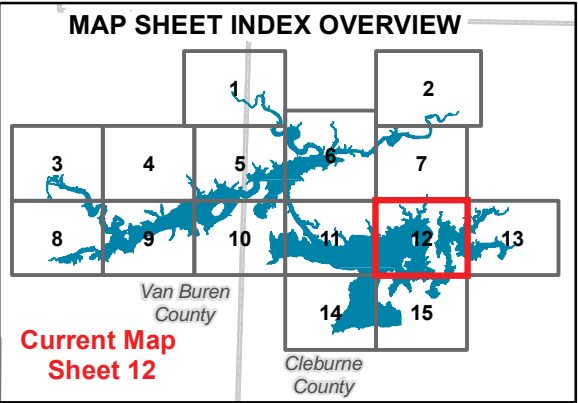 MAP SHEET INDEX OVERVIEW
1
2
3
4
5
6
7
8
9
10
11
12
13
Van Buren
County
14
15
Current Map
Sheet 12
Cleburne
County